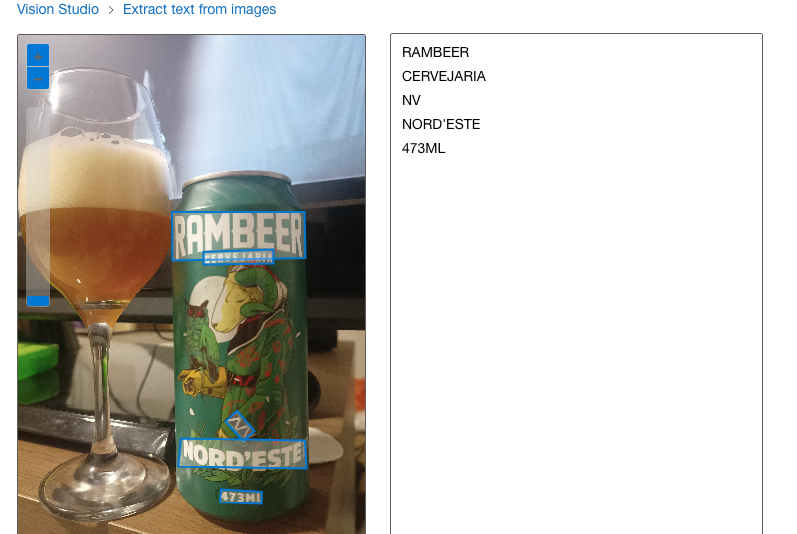 Vision Studio > Extract text from images
RAMBEER
CERVEJARIA
NORD'ESTE
473ML
RAMBEER
CERVEJARIA
NV
NORD'ESTE
473ML